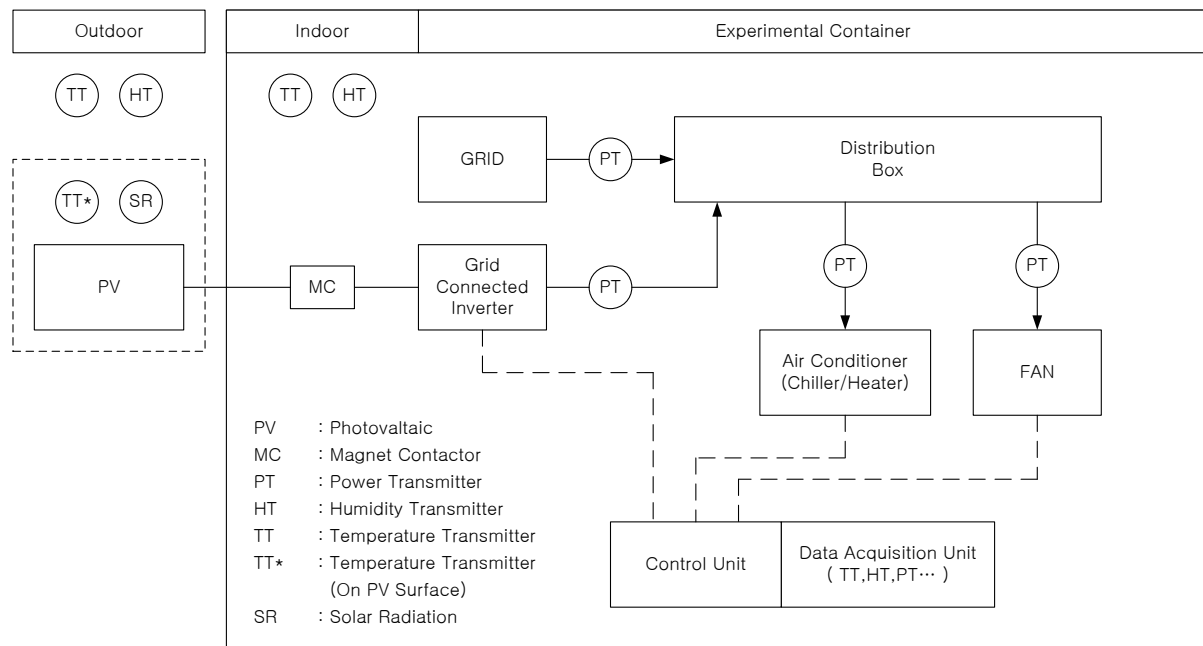 Outdoor
Indoor
Experimental Container
TT
HT
TT
HT
GRID
PT
Distribution
Box
TT*
SR
PV
MC
Grid
Connected
Inverter
PT
PT
PT
Air Conditioner
(Chiller/Heater)
FAN
PV : Photovaltaic
MC : Magnet Contactor
PT : Power Transmitter
HT : Humidity Transmitter
TT : Temperature Transmitter
TT* : Temperature Transmitter
(On PV Surface)
SR : Solar Radiation
Control Unit
Data Acquisition Unit
( TT,HT,PT⋯ )